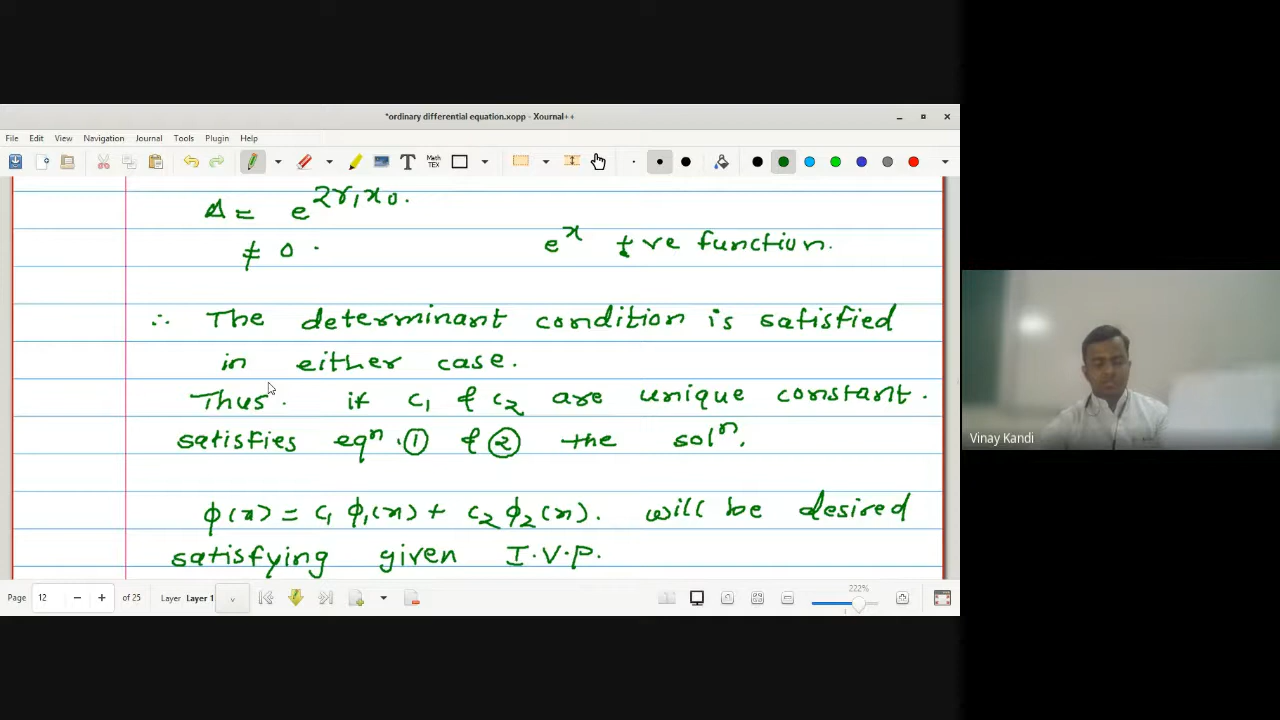 *ordinary differential equation.xopp - Xournal++
File Edit View Navigation Journal Tools Plugin Help
Δ = e^{2r₁x₀}.
≠ 0 .
e^x +ve function.
∴ The determinant condition is satisfied
in either case.
Thus. if c₁ & c₂ are unique constant.
satisfies eqⁿ. ① & ② the solⁿ.
ϕ(x) = c₁ ϕ₁(x) + c₂ ϕ₂(x). will be desired
satisfying given I.V.P.
Page 12 of 25 Layer Layer 1 222%
Vinay Kandi